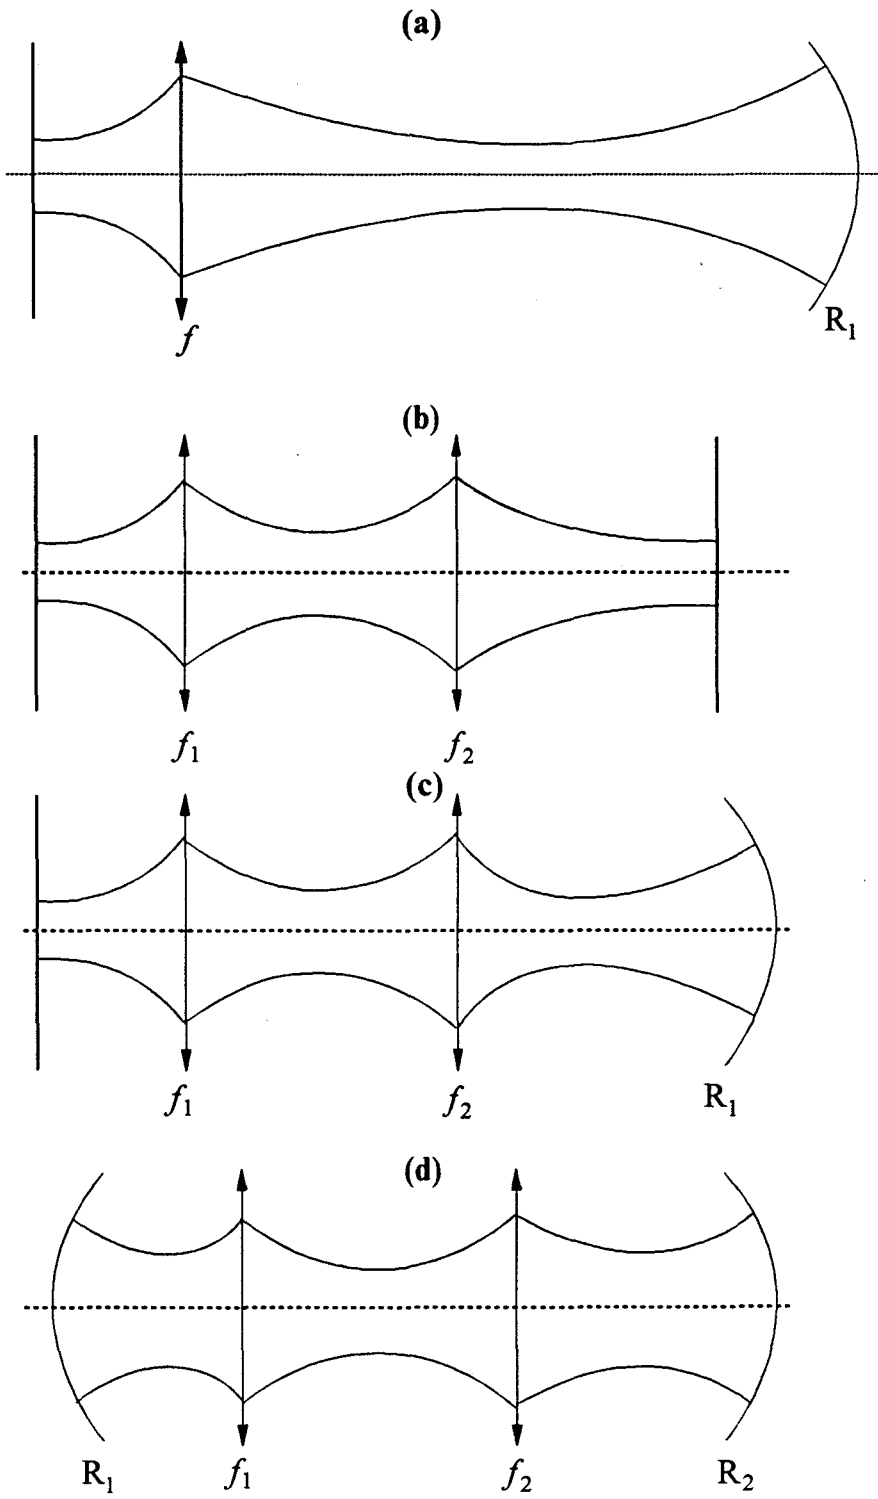 (a)
f
R₁
(b)
f₁ f₂
(c)
f₁ f₂ R₁
(d)
R₁ f₁ f₂ R₂